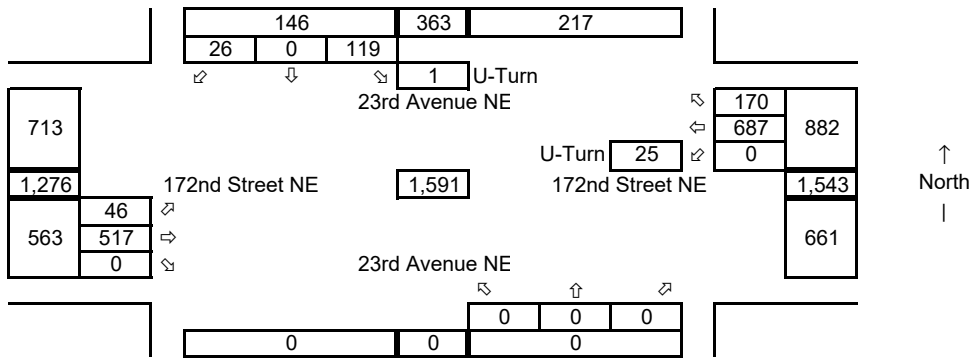 146 363 217
26 0 119
⬃ ⇩ ⬂ 1 U-Turn
23rd Avenue NE
⬁ 170
713 ⇦ 687 882
U-Turn 25 ⬃ 0
↑
1,276 172nd Street NE 1,591 172nd Street NE 1,543 North
|
46 ⬀
563 517 ⇨ 661
0 ⬂
23rd Avenue NE
⬁ ⇧ ⬀
0 0 0
0 0 0